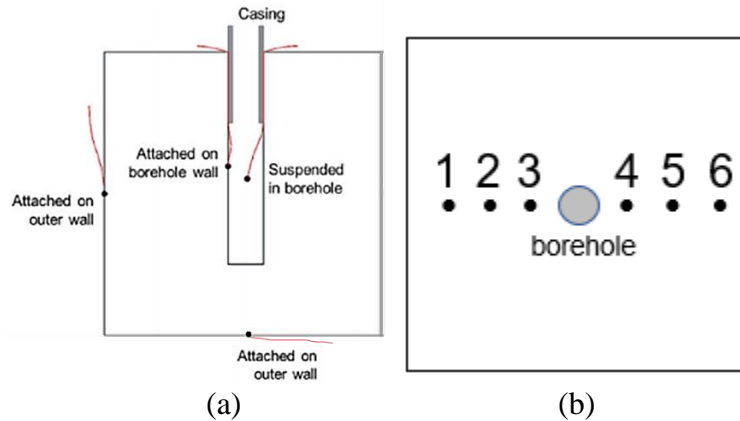 Casing
Attached on
borehole wall
Suspended
in borehole
Attached on
outer wall
Attached on
outer wall
(a)
1 2 3 4 5 6
borehole
(b)